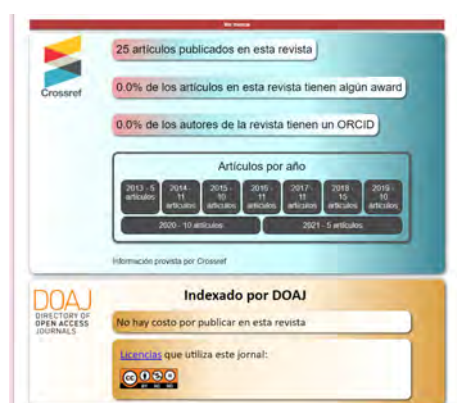 No marcar
Crossref
25 artículos publicados en esta revista
0.0% de los artículos en esta revista tienen algún award
0.0% de los autores de la revista tienen un ORCID
Artículos por año
2013 - 5 artículos
2014 - 11 artículos
2015 - 10 artículos
2016 - 11 artículos
2017 - 11 artículos
2018 - 15 artículos
2019 - 10 artículos
2020 - 10 artículos
2021 - 5 artículos
Información provista por Crossref
DOAJ
DIRECTORY OF
OPEN ACCESS
JOURNALS
Indexado por DOAJ
No hay costo por publicar en esta revista
Licencias que utiliza este jornal:
CC
BY NC ND